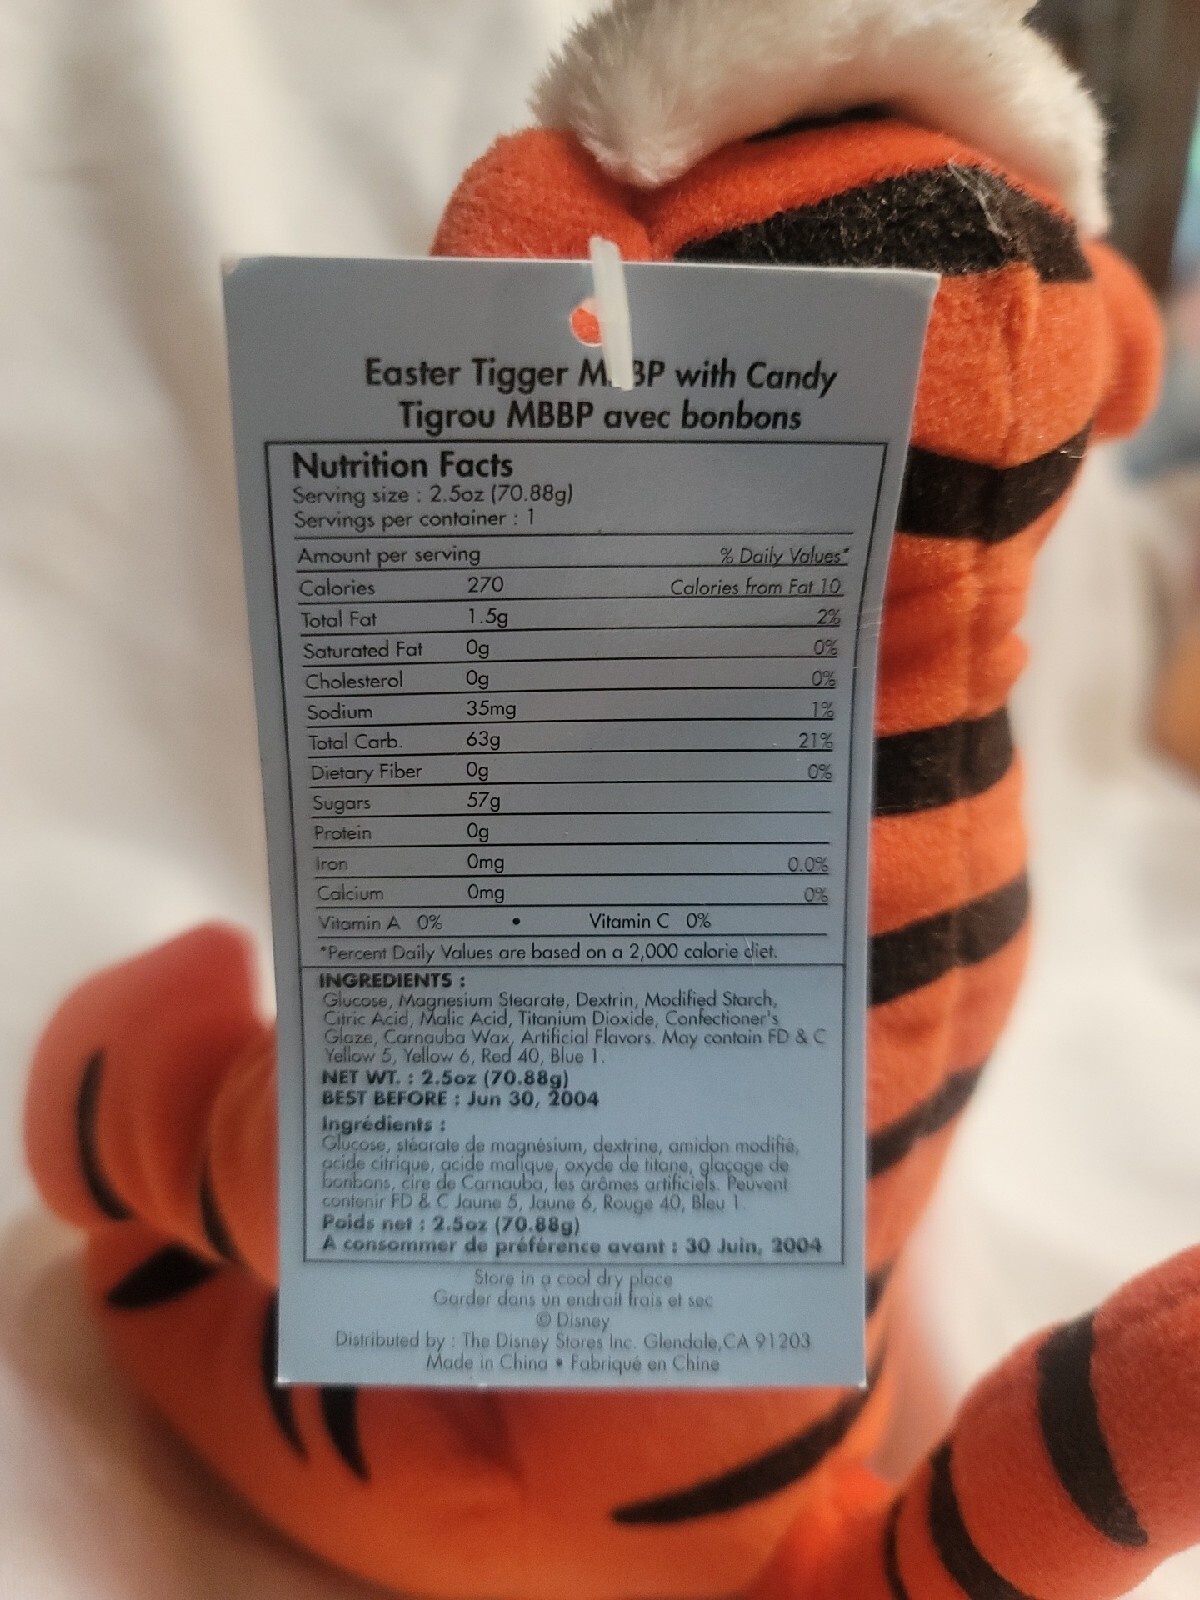 Easter Tigger M BP with Candy
Tigrou MBBP avec bonbons
Nutrition Facts
Serving size : 2.5oz (70.88g)
Servings per container : 1
Amount per serving % Daily Values*
Calories 270 Calories from Fat 10
Total Fat 1.5g 2%
Saturated Fat 0g 0%
Cholesterol 0g 0%
Sodium 35mg 1%
Total Carb. 63g 21%
Dietary Fiber 0g 0%
Sugars 57g
Protein 0g
Iron 0mg 0.0%
Calcium 0mg 0%
Vitamin A 0% • Vitamin C 0%
*Percent Daily Values are based on a 2,000 calorie diet.
INGREDIENTS :
Glucose, Magnesium Stearate, Dextrin, Modified Starch,
Citric Acid, Malic Acid, Titanium Dioxide, Confectioner's
Glaze, Carnauba Wax, Artificial Flavors. May contain FD & C
Yellow 5, Yellow 6, Red 40, Blue 1.
NET WT. : 2.5oz (70.88g)
BEST BEFORE : Jun 30, 2004
Ingrédients :
Glucose, stéarate de magnésium, dextrine, amidon modifié,
acide citrique, acide malique, oxyde de titane, glaçage de
bonbons, cire de Carnauba, les arômes artificiels. Peuvent
contenir FD & C Jaune 5, Jaune 6, Rouge 40, Bleu 1.
Poids net : 2.5oz (70.88g)
A consommer de préférence avant : 30 Juin, 2004
Store in a cool dry place
Garder dans un endroit frais et sec
© Disney
Distributed by : The Disney Stores Inc. Glendale,CA 91203
Made in China • Fabriqué en Chine